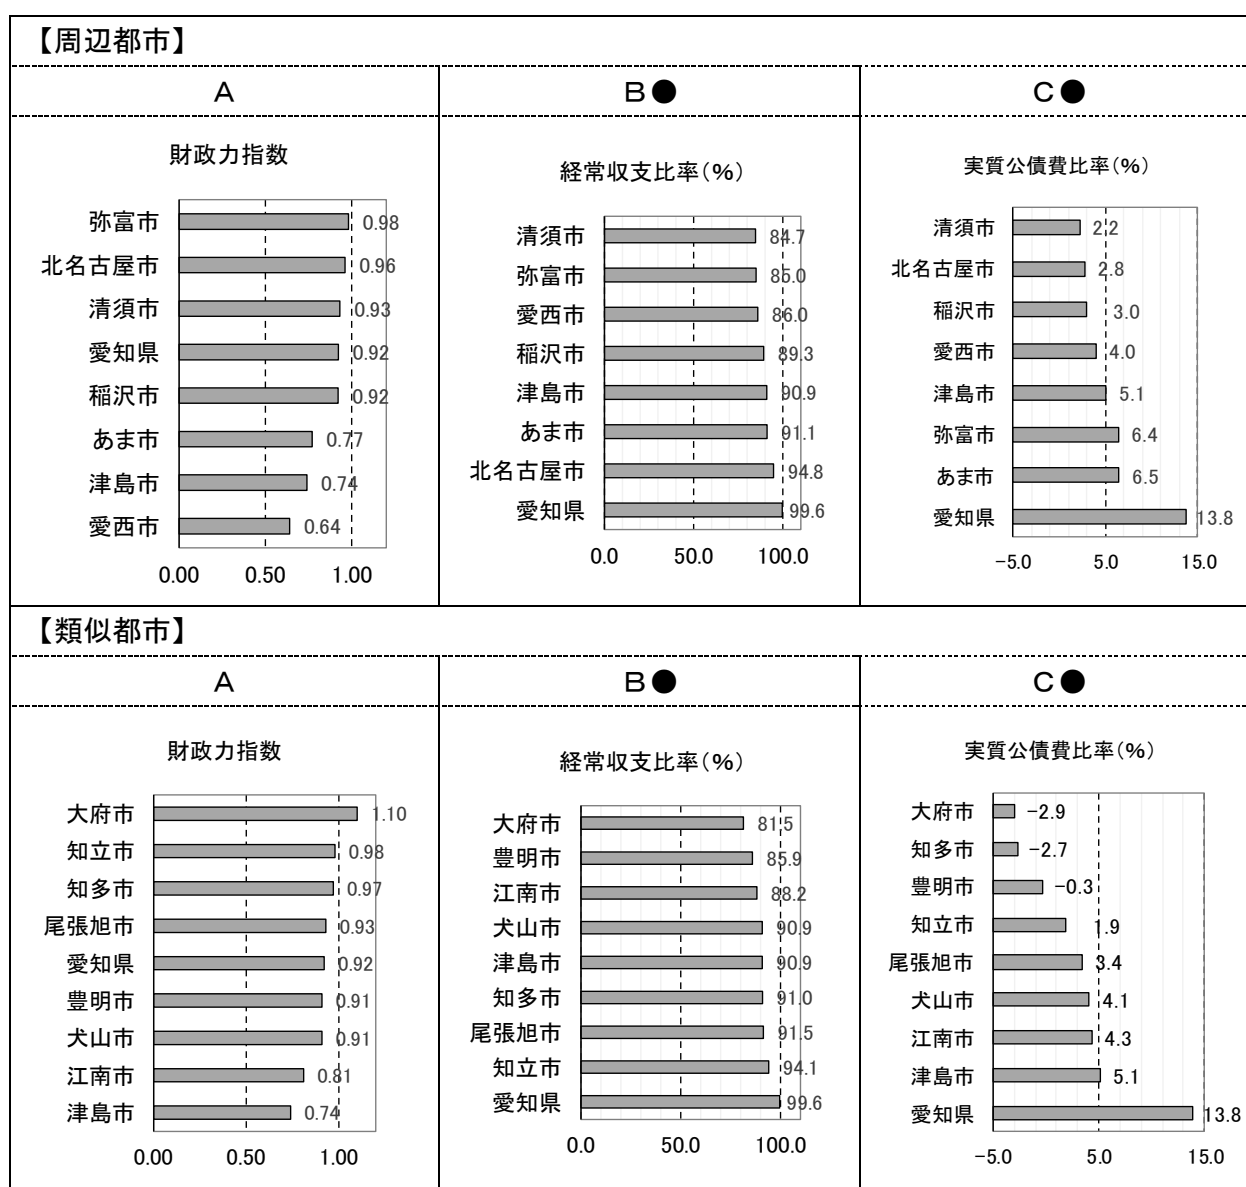 【周辺都市】
A
B●
C●
財政力指数
弥富市 0.98
北名古屋市 0.96
清須市 0.93
愛知県 0.92
稲沢市 0.92
あま市 0.77
津島市 0.74
愛西市 0.64
0.00 0.50 1.00
経常収支比率(%)
清須市 84.7
弥富市 85.0
愛西市 86.0
稲沢市 89.3
津島市 90.9
あま市 91.1
北名古屋市 94.8
愛知県 99.6
0.0 50.0 100.0
実質公債費比率(%)
清須市 2.2
北名古屋市 2.8
稲沢市 3.0
愛西市 4.0
津島市 5.1
弥富市 6.4
あま市 6.5
愛知県 13.8
-5.0 5.0 15.0
【類似都市】
A
B●
C●
財政力指数
大府市 1.10
知立市 0.98
知多市 0.97
尾張旭市 0.93
愛知県 0.92
豊明市 0.91
犬山市 0.91
江南市 0.81
津島市 0.74
0.00 0.50 1.00
経常収支比率(%)
大府市 81.5
豊明市 85.9
江南市 88.2
犬山市 90.9
津島市 90.9
知多市 91.0
尾張旭市 91.5
知立市 94.1
愛知県 99.6
0.0 50.0 100.0
実質公債費比率(%)
大府市 -2.9
知多市 -2.7
豊明市 -0.3
知立市 1.9
尾張旭市 3.4
犬山市 4.1
江南市 4.3
津島市 5.1
愛知県 13.8
-5.0 5.0 15.0